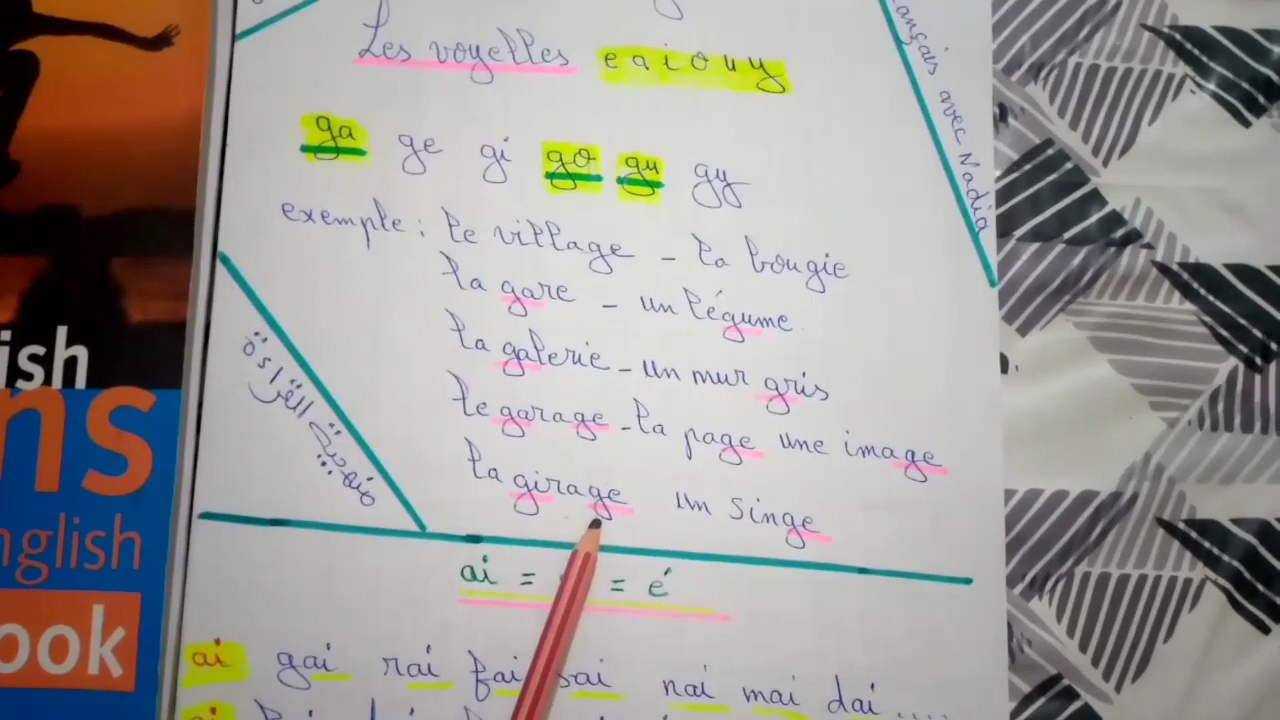 Les voyelles e a i o u y
ga ge gi go gu gy
exemple : le village - la bougie
la gare - un légume
la galerie - un mur gris
le garage - la page une image
la girage un singe
ai = = é
ai gai rai fai sai nai mai dai ....
ançais avec Nadia
منهجية القراءة
ish
ns
nglish
ook